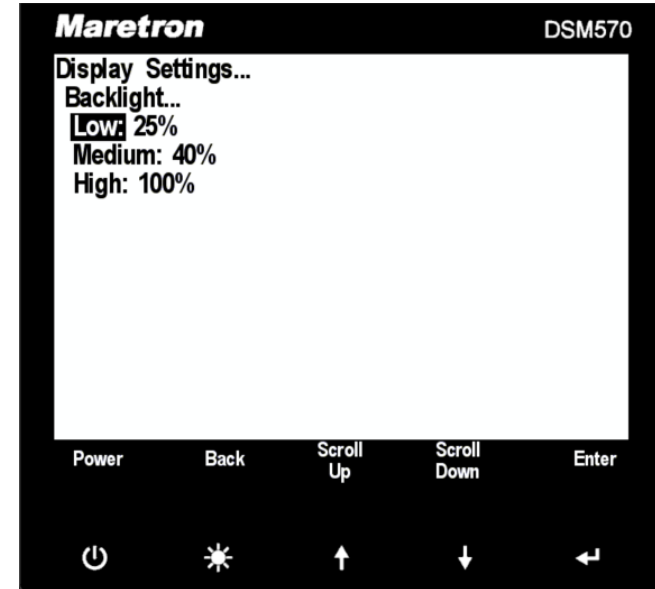 Maretron DSM570
Display Settings...
Backlight...
Low: 25%
Medium: 40%
High: 100%
Power Back Scroll Up Scroll Down Enter